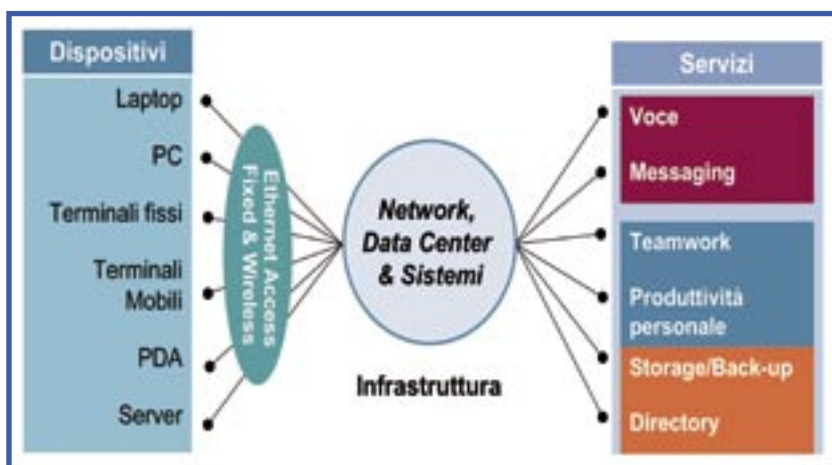 Dispositivi
Laptop
PC
Terminali fissi
Terminali
Mobili
PDA
Server
Ethernet Access
Fixed & Wireless
Network,
Data Center
& Sistemi
Infrastruttura
Servizi
Voce
Messaging
Teamwork
Produttività
personale
Storage/Back-up
Directory